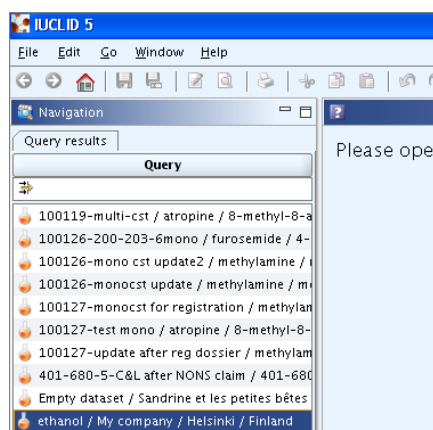 IUCLID 5
File Edit Go Window Help
Navigation
Query results
Please ope
Query
100119-multi-cst / atropine / 8-methyl-8-a
100126-200-203-6mono / furosemide / 4-
100126-mono cst update2 / methylamine /
100126-monocst update / methylamine /
100127-monocst for registration / methylam
100127-test mono / atropine / 8-methyl-8-
100127-update after reg dossier / methylam
401-680-5-C&L after NONS claim / 401-680
Empty dataset / Sandrine et les petites bêtes
ethanol / My company / Helsinki / Finland